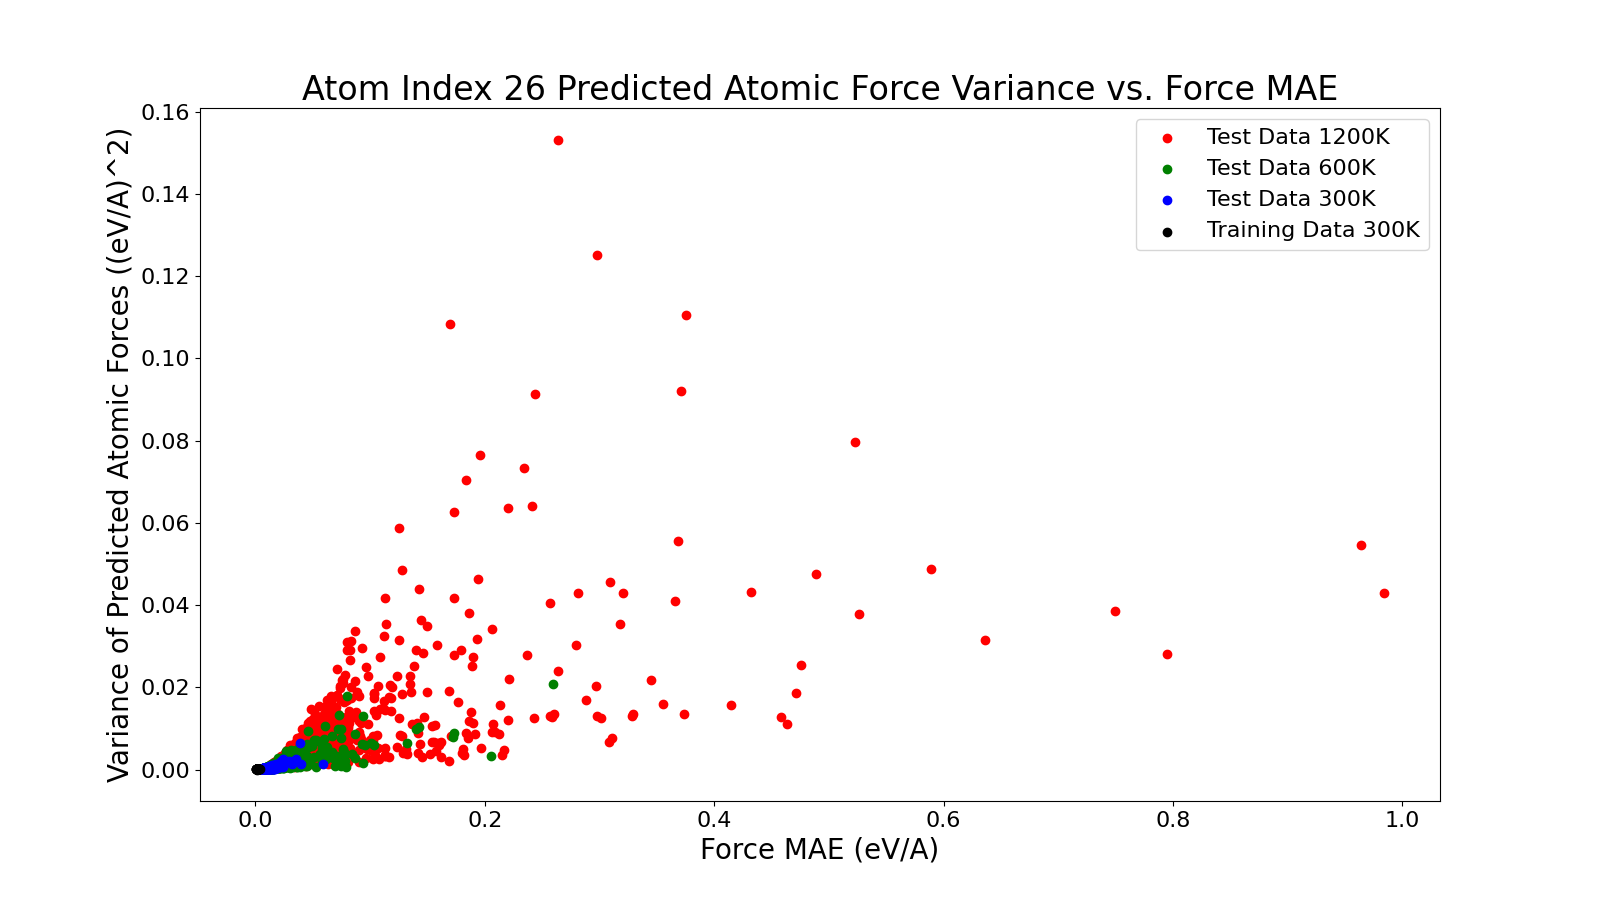 Atom Index 26 Predicted Atomic Force Variance vs. Force MAE
Variance of Predicted Atomic Forces ((eV/A)^2)
0.16
0.14
0.12
0.10
0.08
0.06
0.04
0.02
0.00
Test Data 1200K
Test Data 600K
Test Data 300K
Training Data 300K
0.0 0.2 0.4 0.6 0.8 1.0
Force MAE (eV/A)